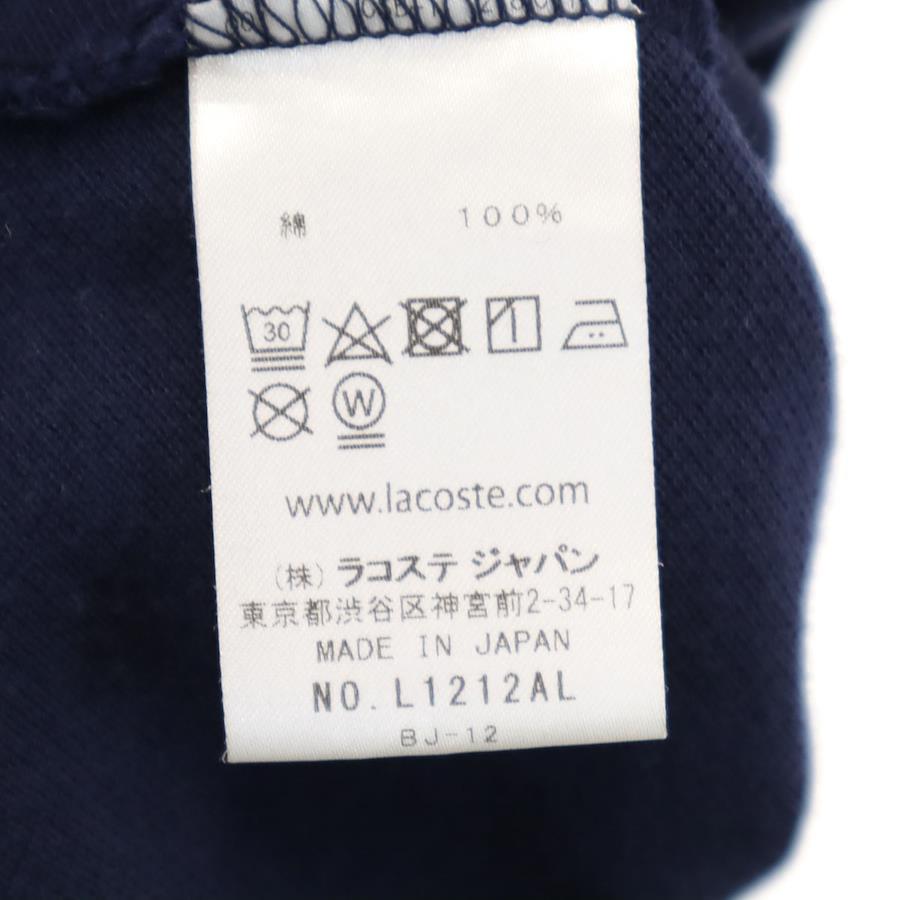 綿 100%
30
W
www.lacoste.com
(株) ラコステ ジャパン
東京都渋谷区神宮前2-34-17
MADE IN JAPAN
NO. L1212AL
BJ-12